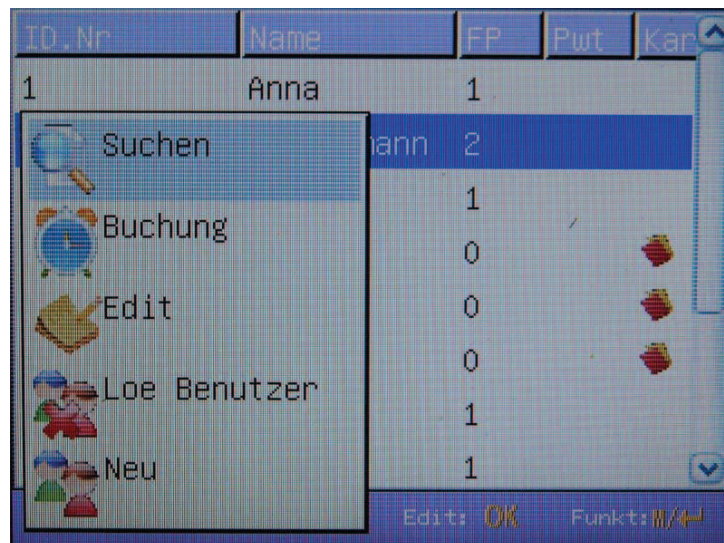 ID.Nr Name FP Pwt Kar
1 Anna 1
Suchen mann 2
1
Buchung
0
Edit 0
0
Loe Benutzer
1
Neu 1
Edit: OK Funkt:M/↵